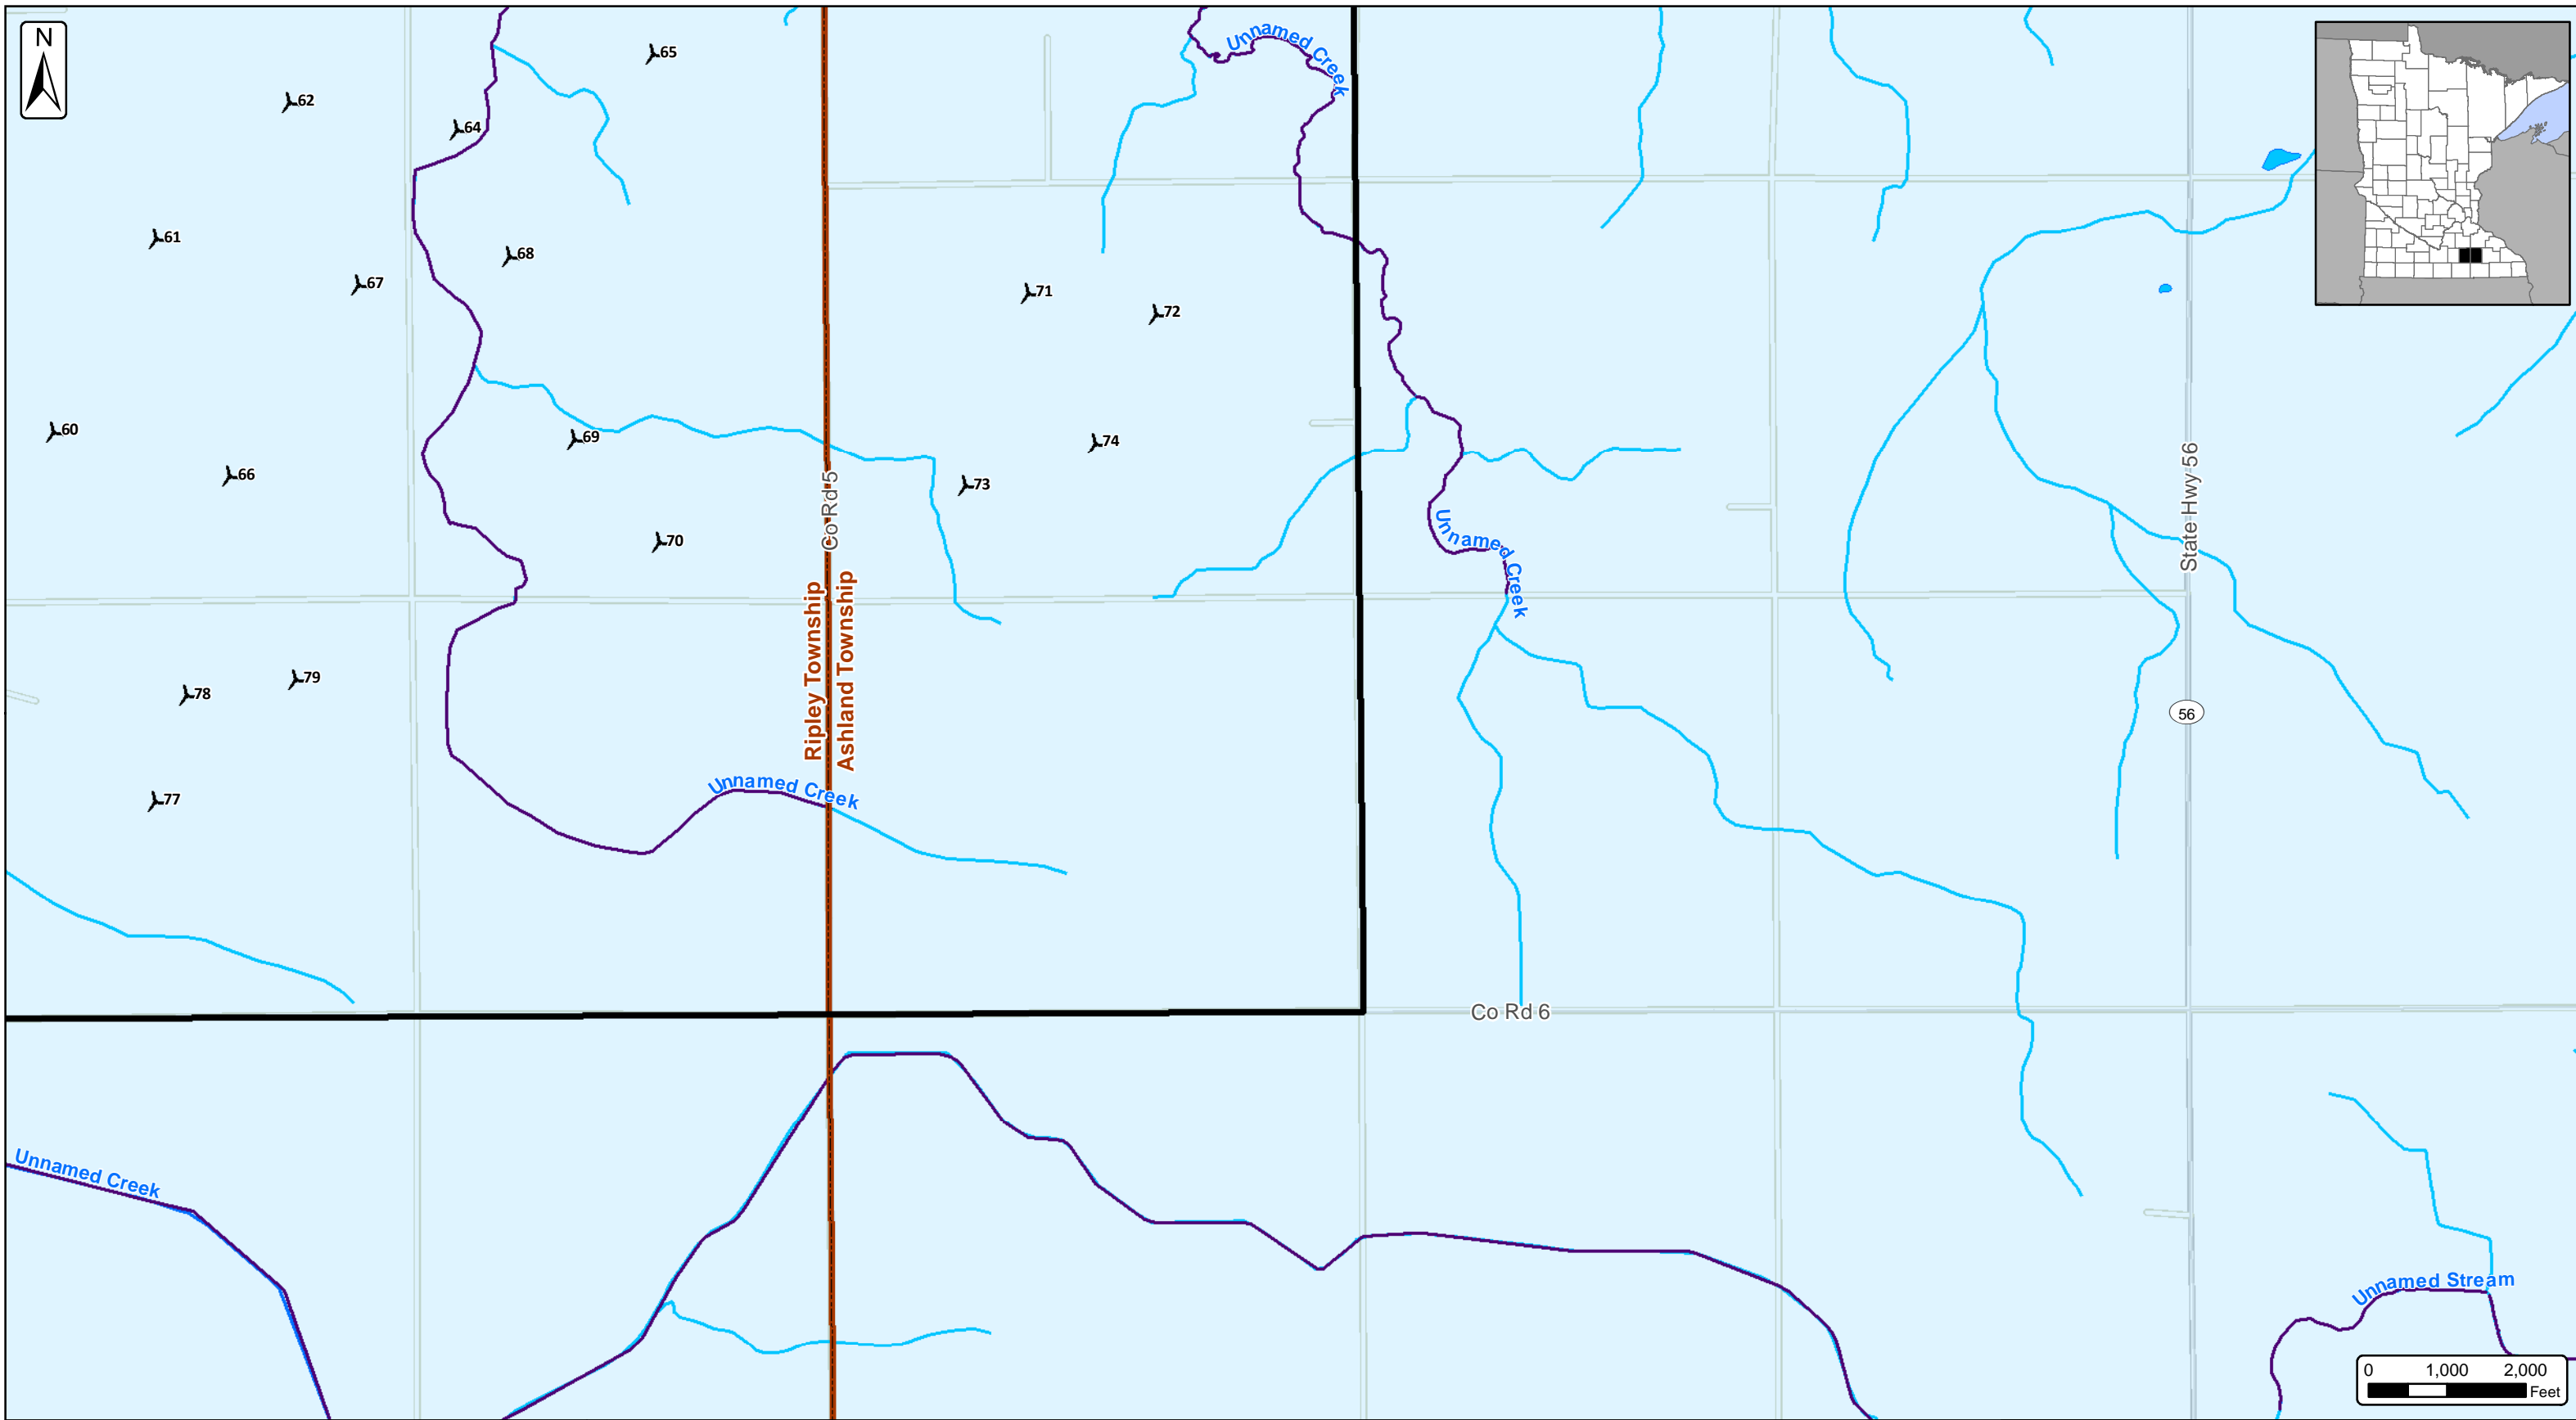 N
Unnamed Creek
65
62
64
61
68
67
71
72
60
69
74
66
73
Co Rd 5
State Hwy 56
70
Unnamed Creek
Ripley Township
Ashland Township
79
78
56
Unnamed Creek
77
Co Rd 6
Unnamed Creek
Unnamed Stream
0 1,000 2,000
Feet